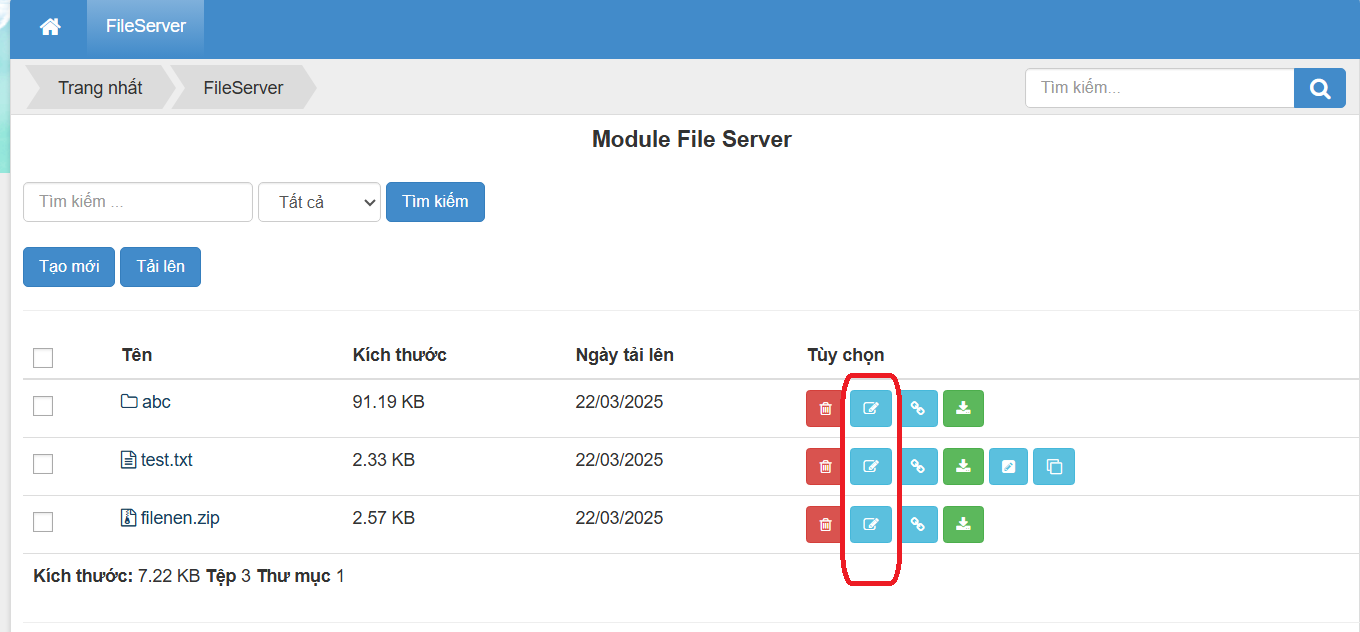 FileServer
Trang nhất FileServer Tìm kiếm...
Module File Server
Tìm kiếm ... Tất cả Tìm kiếm
Tạo mới Tải lên
Tên Kích thước Ngày tải lên Tùy chọn
abc 91.19 KB 22/03/2025
test.txt 2.33 KB 22/03/2025
filenen.zip 2.57 KB 22/03/2025
Kích thước: 7.22 KB Tệp 3 Thư mục 1